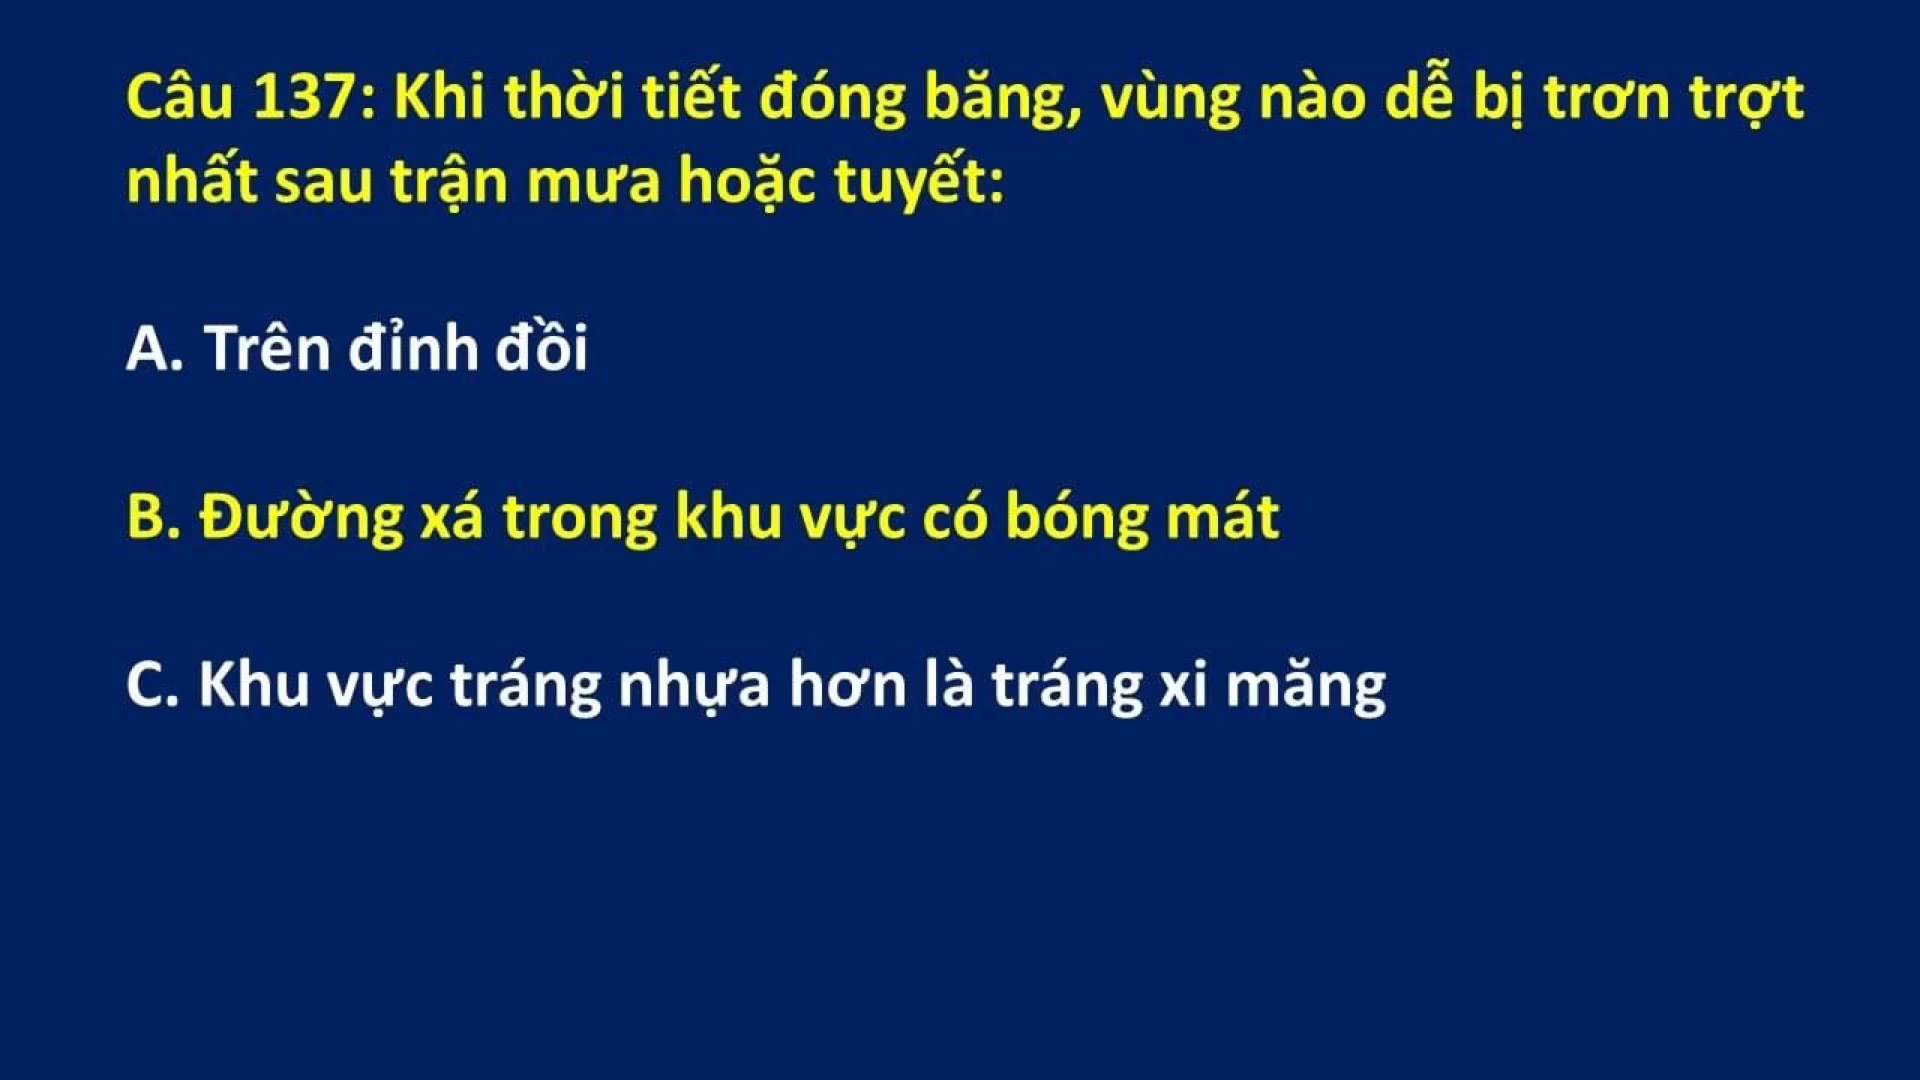 Câu 137: Khi thời tiết đóng băng, vùng nào dễ bị trơn trợt
nhất sau trận mưa hoặc tuyết:
A. Trên đỉnh đồi
B. Đường xá trong khu vực có bóng mát
C. Khu vực tráng nhựa hơn là tráng xi măng